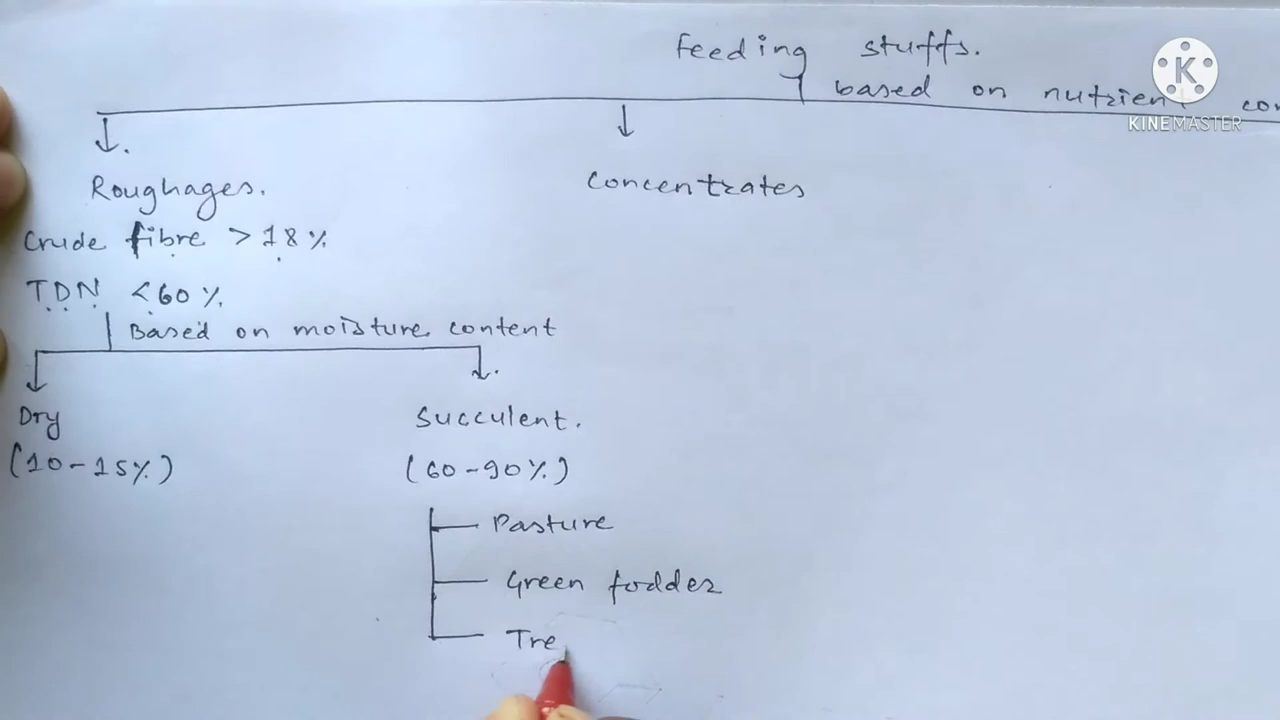 Feeding stuffs.
based on nutrient con
KINEMASTER
Roughages.
Concentrates
Crude fibre > 18 %
TDN < 60 %.
Based on moisture content
Dry
Succulent.
(10-15%)
(60-90%)
Pasture
Green fodder
Tre